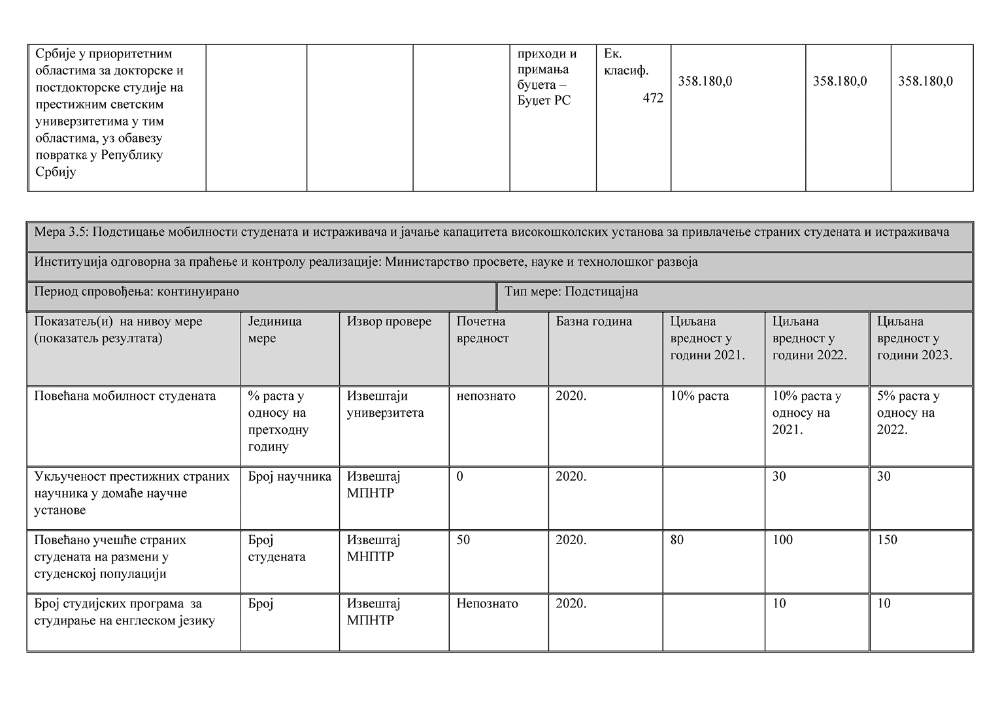 Србије у приоритетним
областима за докторске и
постдокторске студије на
престижним светским
универзитетима у тим
областима, уз обавезу
повратка у Републику
Србију
приходи и
примања
буџета –
Буџет РС
Ек.
класиф.
472
358.180,0
358.180,0
358.180,0
Мера 3.5: Подстицање мобилности студената и истраживача и јачање капацитета високошколских установа за привлачење страних студената и истраживача
Институција одговорна за праћење и контролу реализације: Министарство просвете, науке и технолошког развоја
Период спровођења: континуирано
Тип мере: Подстицајна
Показатељ(и) на нивоу мере
(показатељ резултата)
Јединица
мере
Извор провере
Почетна
вредност
Базна година
Циљана
вредност у
години 2021.
Циљана
вредност у
години 2022.
Циљана
вредност у
години 2023.
Повећана мобилност студената
% раста у
односу на
претходну
годину
Извештаји
универзитета
непознато
2020.
10% раста
10% раста у
односу на
2021.
5% раста у
односу на
2022.
Укљученост престижних страних
научника у домаће научне
установе
Број научника
Извештај
МПНТР
0
2020.
30
30
Повећано учешће страних
студената на размени у
студенској популацији
Број
студената
Извештај
МНПТР
50
2020.
80
100
150
Број студијских програма за
студирање на енглеском језику
Број
Извештај
МПНТР
Непознато
2020.
10
10